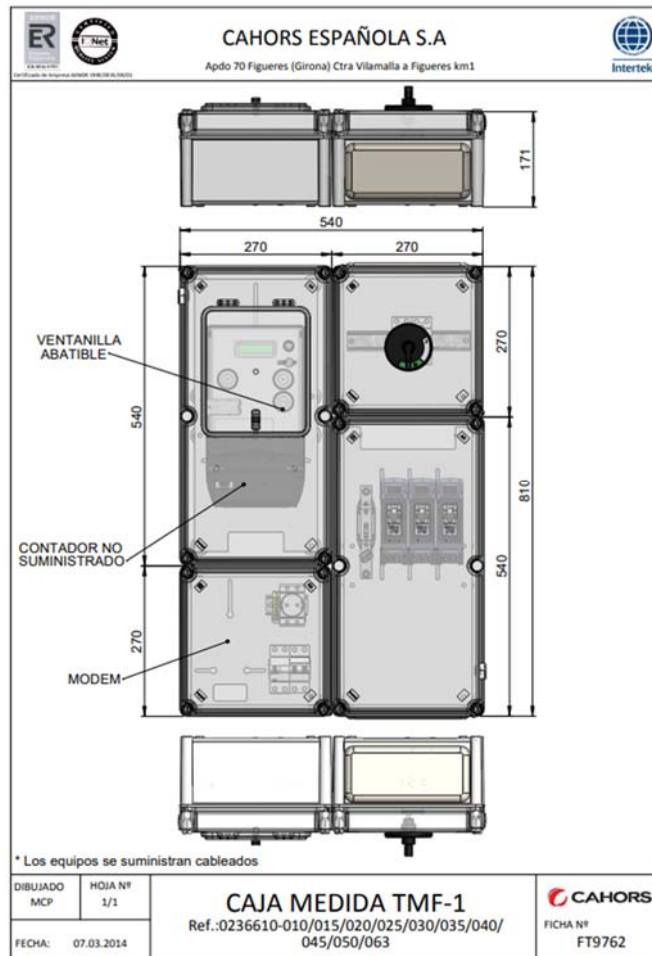 ER
IQNet
CAHORS ESPAÑOLA S.A
Apdo 70 Figueres (Girona) Ctra Vilamalla a Figueres km1
Intertek
171
540
270
270
VENTANILLA
ABATIBLE
540
270
810
CONTADOR NO
SUMINISTRADO
540
270
MODEM
* Los equipos se suministran cableados
DIBUJADO
MCP
HOJA Nº
1/1
FECHA: 07.03.2014
CAJA MEDIDA TMF-1
Ref.:0236610-010/015/020/025/030/035/040/
045/050/063
CAHORS
FICHA Nº
FT9762